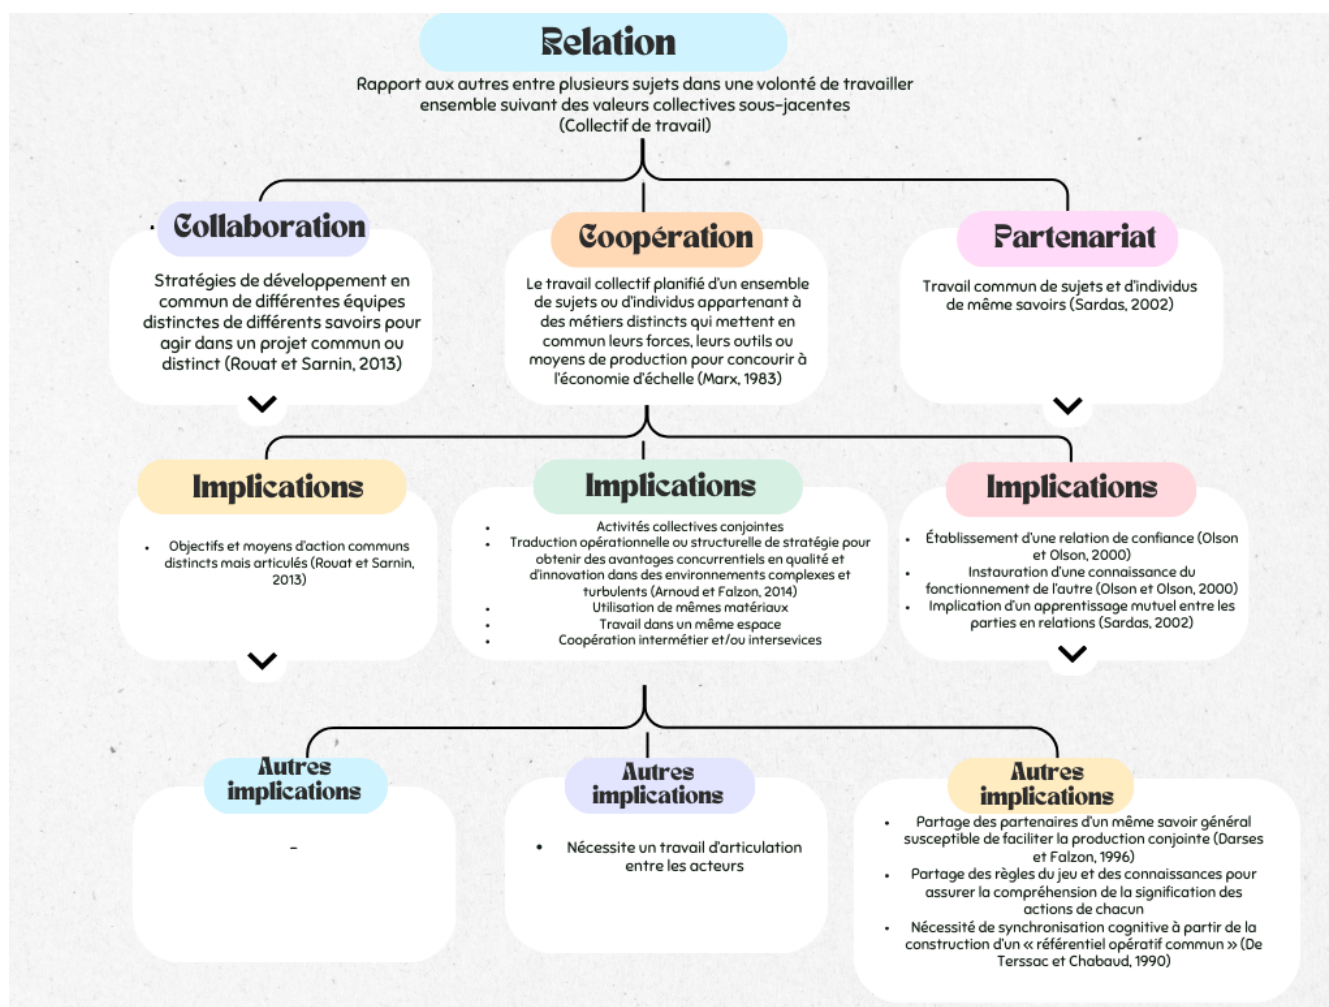 Relation
Rapport aux autres entre plusieurs sujets dans une volonté de travailler
ensemble suivant des valeurs collectives sous-jacentes
(Collectif de travail)
Collaboration
Stratégies de développement en
commun de différentes équipes
distinctes de différents savoirs pour
agir dans un projet commun ou
distinct (Rouat et Sarnin, 2013)
Coopération
Le travail collectif planifié d'un ensemble
de sujets ou d'individus appartenant à
des métiers distincts qui mettent en
commun leurs forces, leurs outils ou
moyens de production pour concourir à
l'économie d'échelle (Marx, 1983)
Partenariat
Travail commun de sujets et d'individus
de même savoirs (Sardas, 2002)
Implications
• Objectifs et moyens d'action communs
distincts mais articulés (Rouat et Sarnin,
2013)
Implications
• Activités collectives conjointes
• Traduction opérationnelle ou structurelle de stratégie pour
obtenir des avantages concurrentiels en qualité et
d'innovation dans des environnements complexes et
turbulents (Arnoud et Falzon, 2014)
• Utilisation de mêmes matériaux
• Travail dans un même espace
• Coopération intermétier et/ou intersevices
Implications
• Établissement d'une relation de confiance (Olson
et Olson, 2000)
• Instauration d'une connaissance du
fonctionnement de l'autre (Olson et Olson, 2000)
• Implication d'un apprentissage mutuel entre les
parties en relations (Sardas, 2002)
Autres
implications
-
Autres
implications
• Nécessite un travail d'articulation
entre les acteurs
Autres
implications
• Partage des partenaires d'un même savoir général
susceptible de faciliter la production conjointe (Darses
et Falzon, 1996)
• Partage des règles du jeu et des connaissances pour
assurer la compréhension de la signification des
actions de chacun
• Nécessité de synchronisation cognitive à partir de la
construction d'un « référentiel opératif commun » (De
Terssac et Chabaud, 1990)